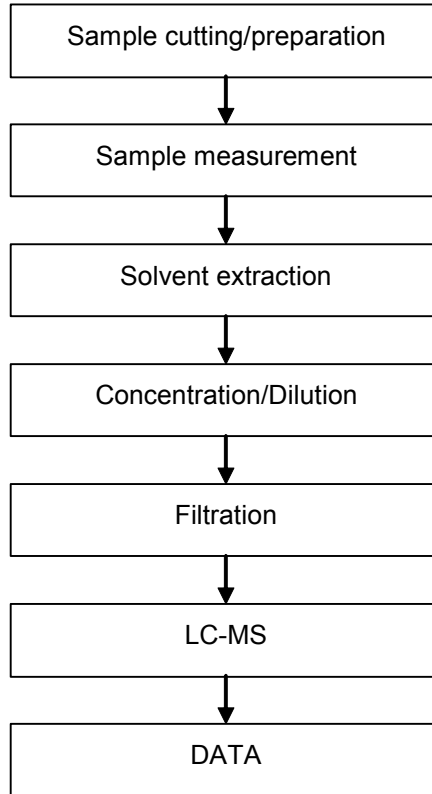 Sample cutting/preparation
Sample measurement
Solvent extraction
Concentration/Dilution
Filtration
LC-MS
DATA